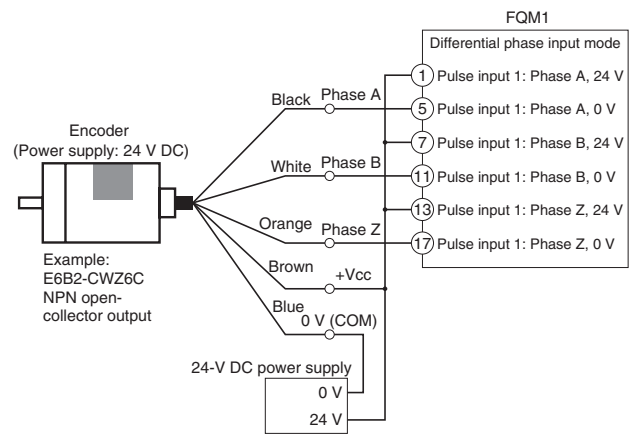 FQM1
Differential phase input mode
1 Pulse input 1: Phase A, 24 V
Black Phase A
5 Pulse input 1: Phase A, 0 V
Encoder
(Power supply: 24 V DC)
7 Pulse input 1: Phase B, 24 V
White Phase B
11 Pulse input 1: Phase B, 0 V
13 Pulse input 1: Phase Z, 24 V
Orange Phase Z
17 Pulse input 1: Phase Z, 0 V
Example:
E6B2-CWZ6C
NPN open-
collector output
Brown +Vcc
Blue 0 V (COM)
24-V DC power supply
0 V
24 V